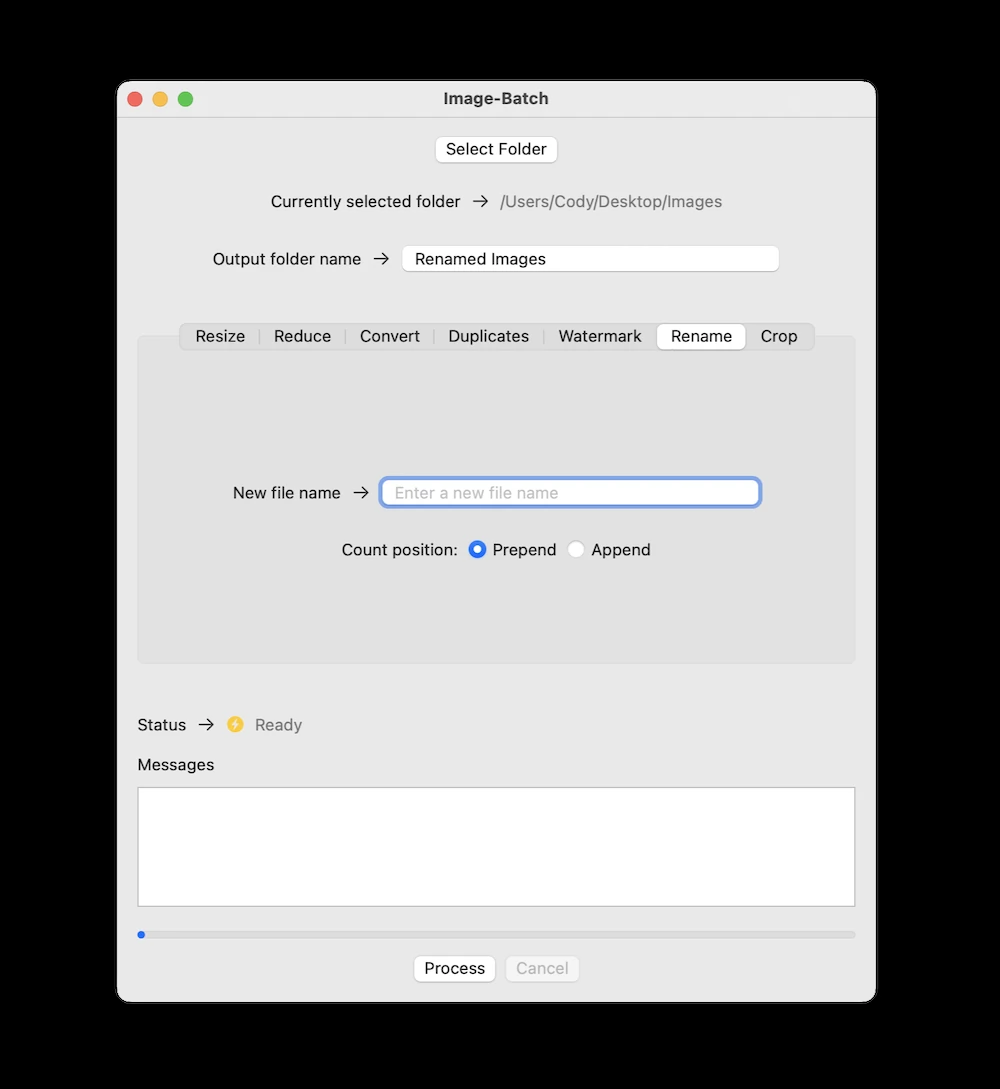 Image-Batch
Select Folder
Currently selected folder → /Users/Cody/Desktop/Images
Output folder name → Renamed Images
Resize Reduce Convert Duplicates Watermark Rename Crop
New file name → Enter a new file name
Count position: Prepend Append
Status → Ready
Messages
Process Cancel